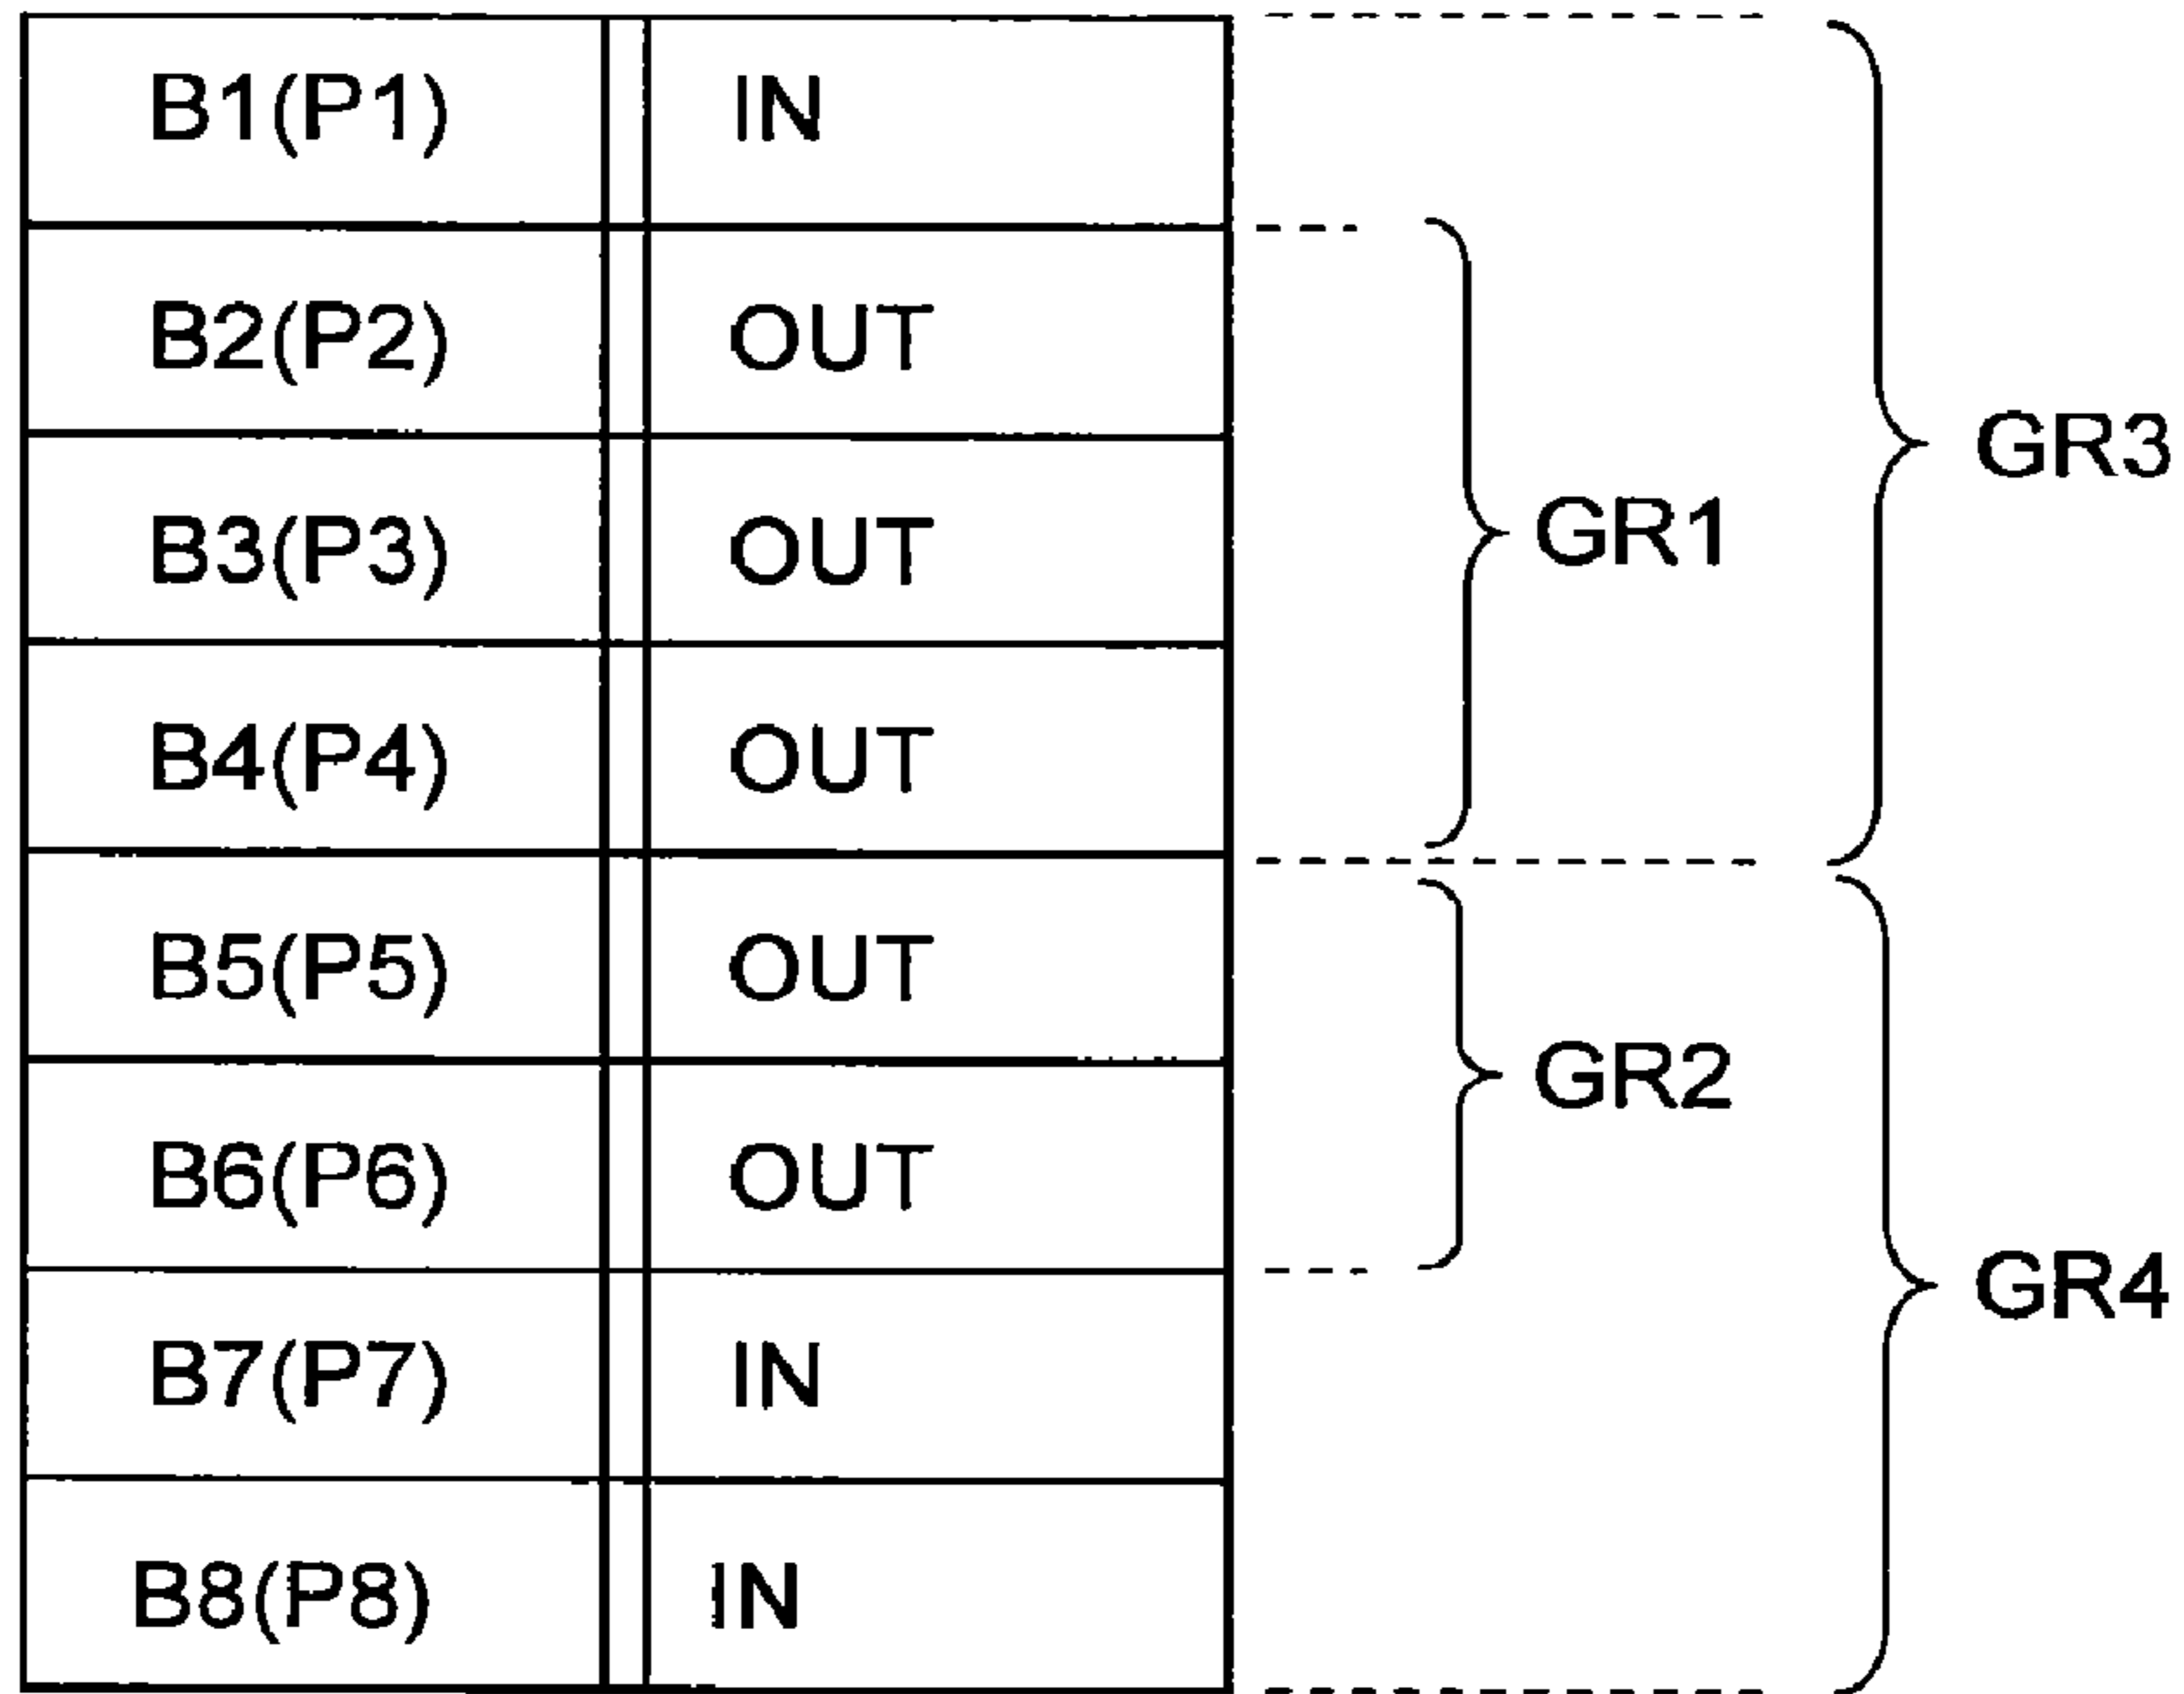 B1(P1) IN
B2(P2) OUT
GR3
B3(P3) OUT
GR1
B4(P4) OUT
B5(P5) OUT
GR2
B6(P6) OUT
GR4
B7(P7) IN
B8(P8) IN